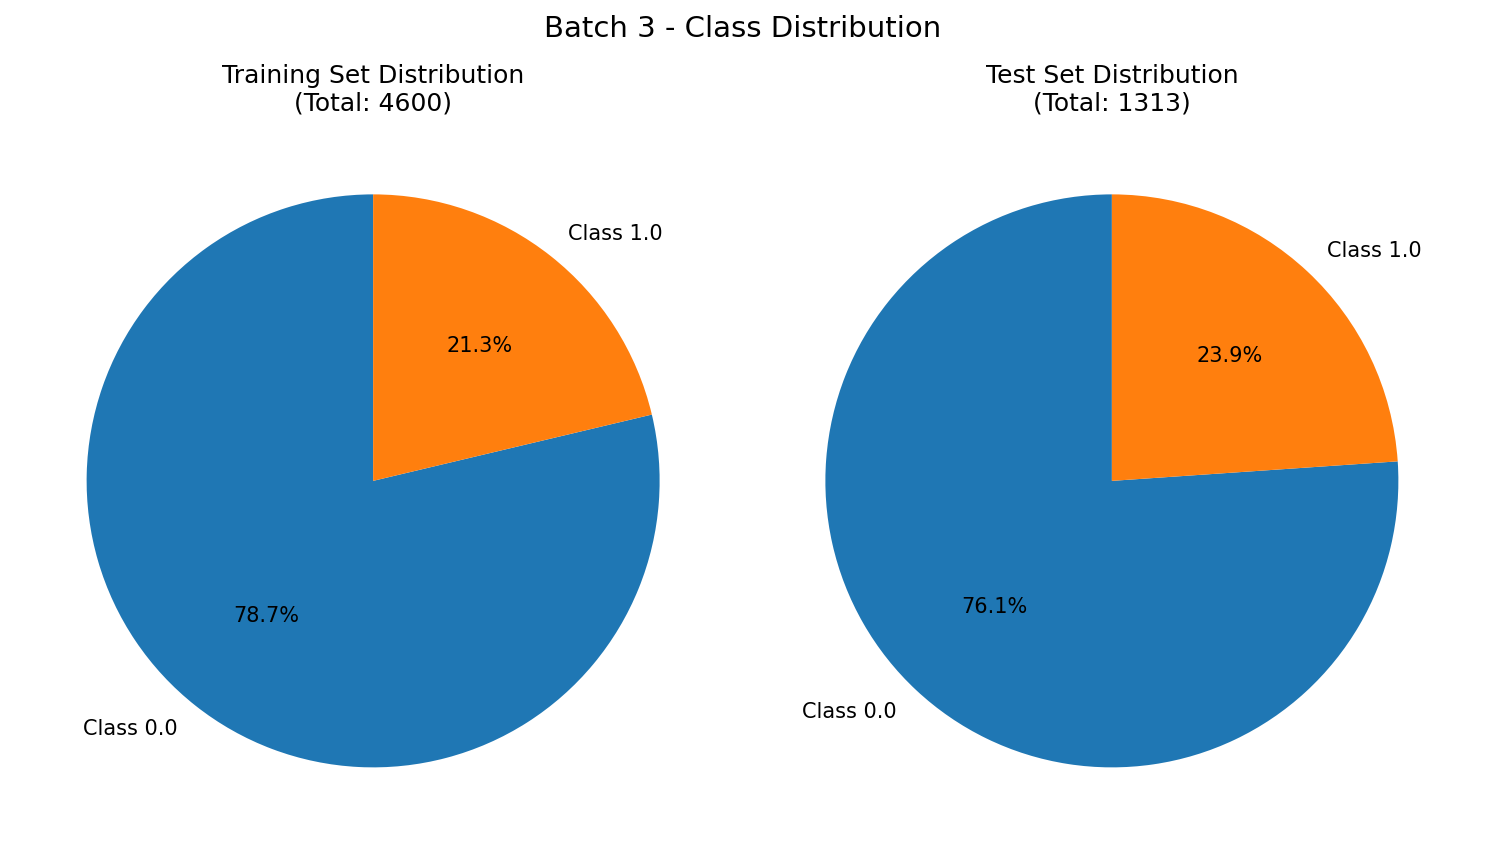 Batch 3 - Class Distribution
Training Set Distribution
(Total: 4600)
Class 1.0
21.3%
78.7%
Class 0.0
Test Set Distribution
(Total: 1313)
Class 1.0
23.9%
76.1%
Class 0.0